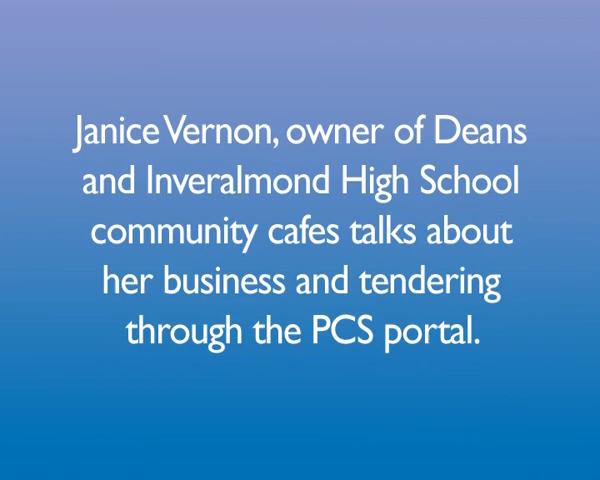 Janice Vernon, owner of Deans
and Inveralmond High School
community cafes talks about
her business and tendering
through the PCS portal.